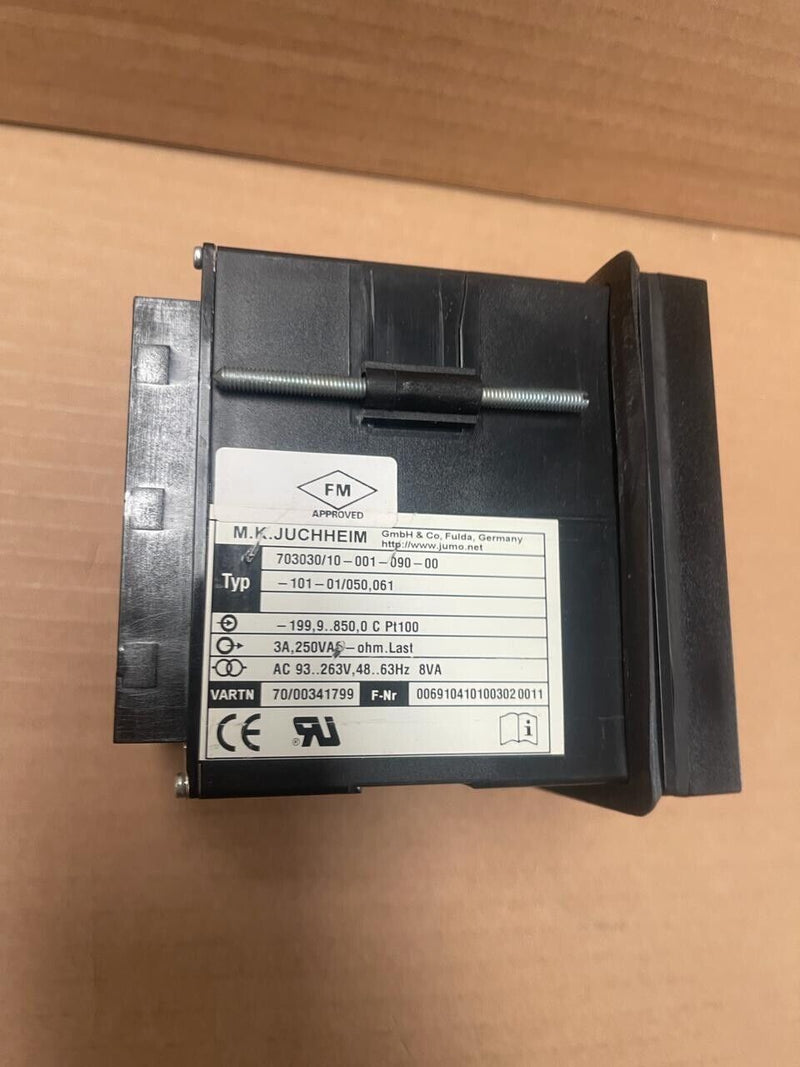 FM
APPROVED
M.K.JUCHHEIM GmbH & Co, Fulda, Germany
http://www.jumo.net
Typ 703030/10-001-090-00
-101-01/050,061
-199,9..850,0 C Pt100
3A,250VAC-ohm.Last
AC 93..263V,48..63Hz 8VA
VARTN 70/00341799 F-Nr 0069104101003020011
CE ® RU i